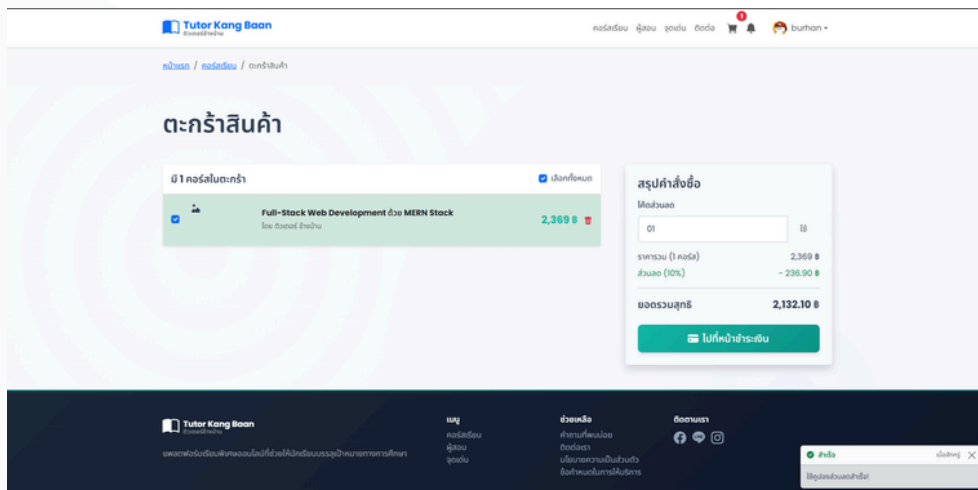 Tutor Kang Baan
ติวเตอร์ข้างบ้าน
คอร์สเรียน ผู้สอน จุดเด่น ติดต่อ 1 burhan
หน้าแรก / คอร์สเรียน / ตะกร้าสินค้า
ตะกร้าสินค้า
มี 1 คอร์สในตะกร้า
เลือกทั้งหมด
Full-Stack Web Development ด้วย MERN Stack
โดย ติวเตอร์ ข้างบ้าน
2,369 ฿
สรุปคำสั่งซื้อ
โค้ดส่วนลด
01 ใช้
ราคารวม (1 คอร์ส) 2,369 ฿
ส่วนลด (10%) - 236.90 ฿
ยอดรวมสุทธิ 2,132.10 ฿
ไปที่หน้าชำระเงิน
Tutor Kang Baan
ติวเตอร์ข้างบ้าน
แพลตฟอร์มเรียนพิเศษออนไลน์ที่ช่วยให้นักเรียนบรรลุเป้าหมายทางการศึกษา
เมนู
คอร์สเรียน
ผู้สอน
จุดเด่น
ช่วยเหลือ
คำถามที่พบบ่อย
ติดต่อเรา
นโยบายความเป็นส่วนตัว
ข้อกำหนดในการให้บริการ
ติดตามเรา
สำเร็จ เมื่อสักครู่
ใช้คูปองส่วนลดสำเร็จ!